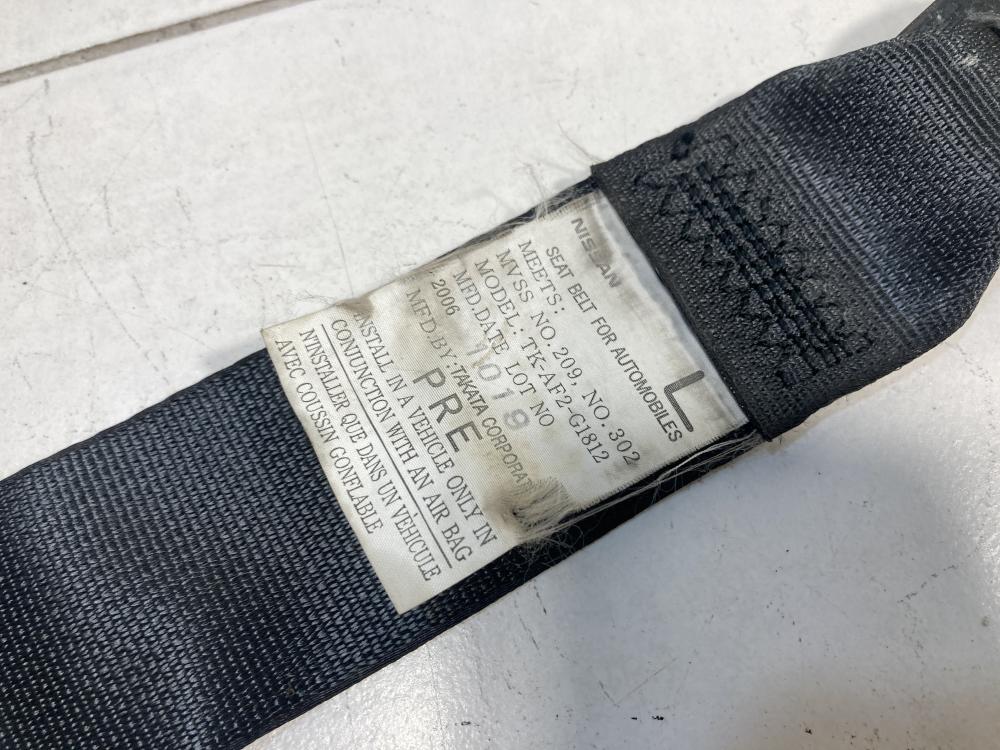 NISSAN
L
SEAT BELT FOR AUTOMOBILES
MEETS:
MVSS NO.209, NO.302
MODEL: TK-AF2-G1812
MFD.DATE LOT NO
2006 1019
MFD.BY:TAKATA CORPORAT
PRE
INSTALL IN A VEHICLE ONLY IN
CONJUNCTION WITH AN AIR BAG
N'INSTALLER QUE DANS UN VÉHICULE
AVEC COUSSIN GONFLABLE